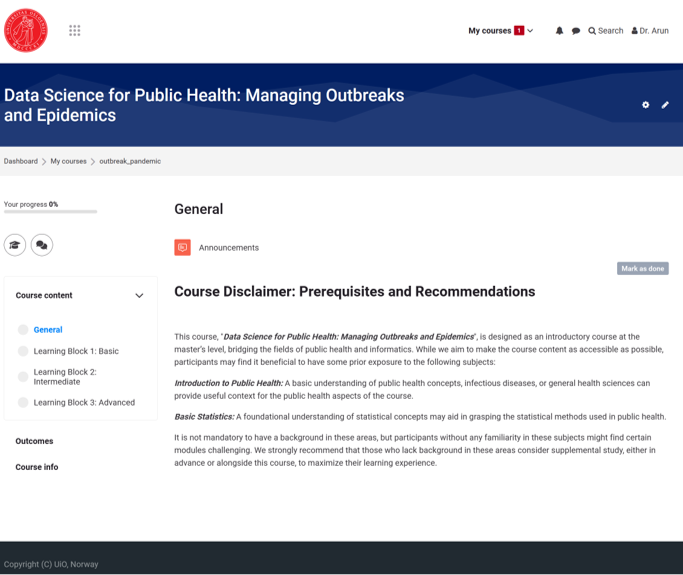 My courses 1
Search
Dr. Arun
Data Science for Public Health: Managing Outbreaks
and Epidemics
Dashboard > My courses > outbreak_pandemic
Your progress 0%
Course content
General
Learning Block 1: Basic
Learning Block 2:
Intermediate
Learning Block 3: Advanced
Outcomes
Course info
General
Announcements
Mark as done
Course Disclaimer: Prerequisites and Recommendations
This course, "Data Science for Public Health: Managing Outbreaks and Epidemics", is designed as an introductory course at the
master's level, bridging the fields of public health and informatics. While we aim to make the course content as accessible as possible,
participants may find it beneficial to have some prior exposure to the following subjects:
Introduction to Public Health: A basic understanding of public health concepts, infectious diseases, or general health sciences can
provide useful context for the public health aspects of the course.
Basic Statistics: A foundational understanding of statistical concepts may aid in grasping the statistical methods used in public health.
It is not mandatory to have a background in these areas, but participants without any familiarity in these subjects might find certain
modules challenging. We strongly recommend that those who lack background in these areas consider supplemental study, either in
advance or alongside this course, to maximize their learning experience.
Copyright (C) UiO, Norway